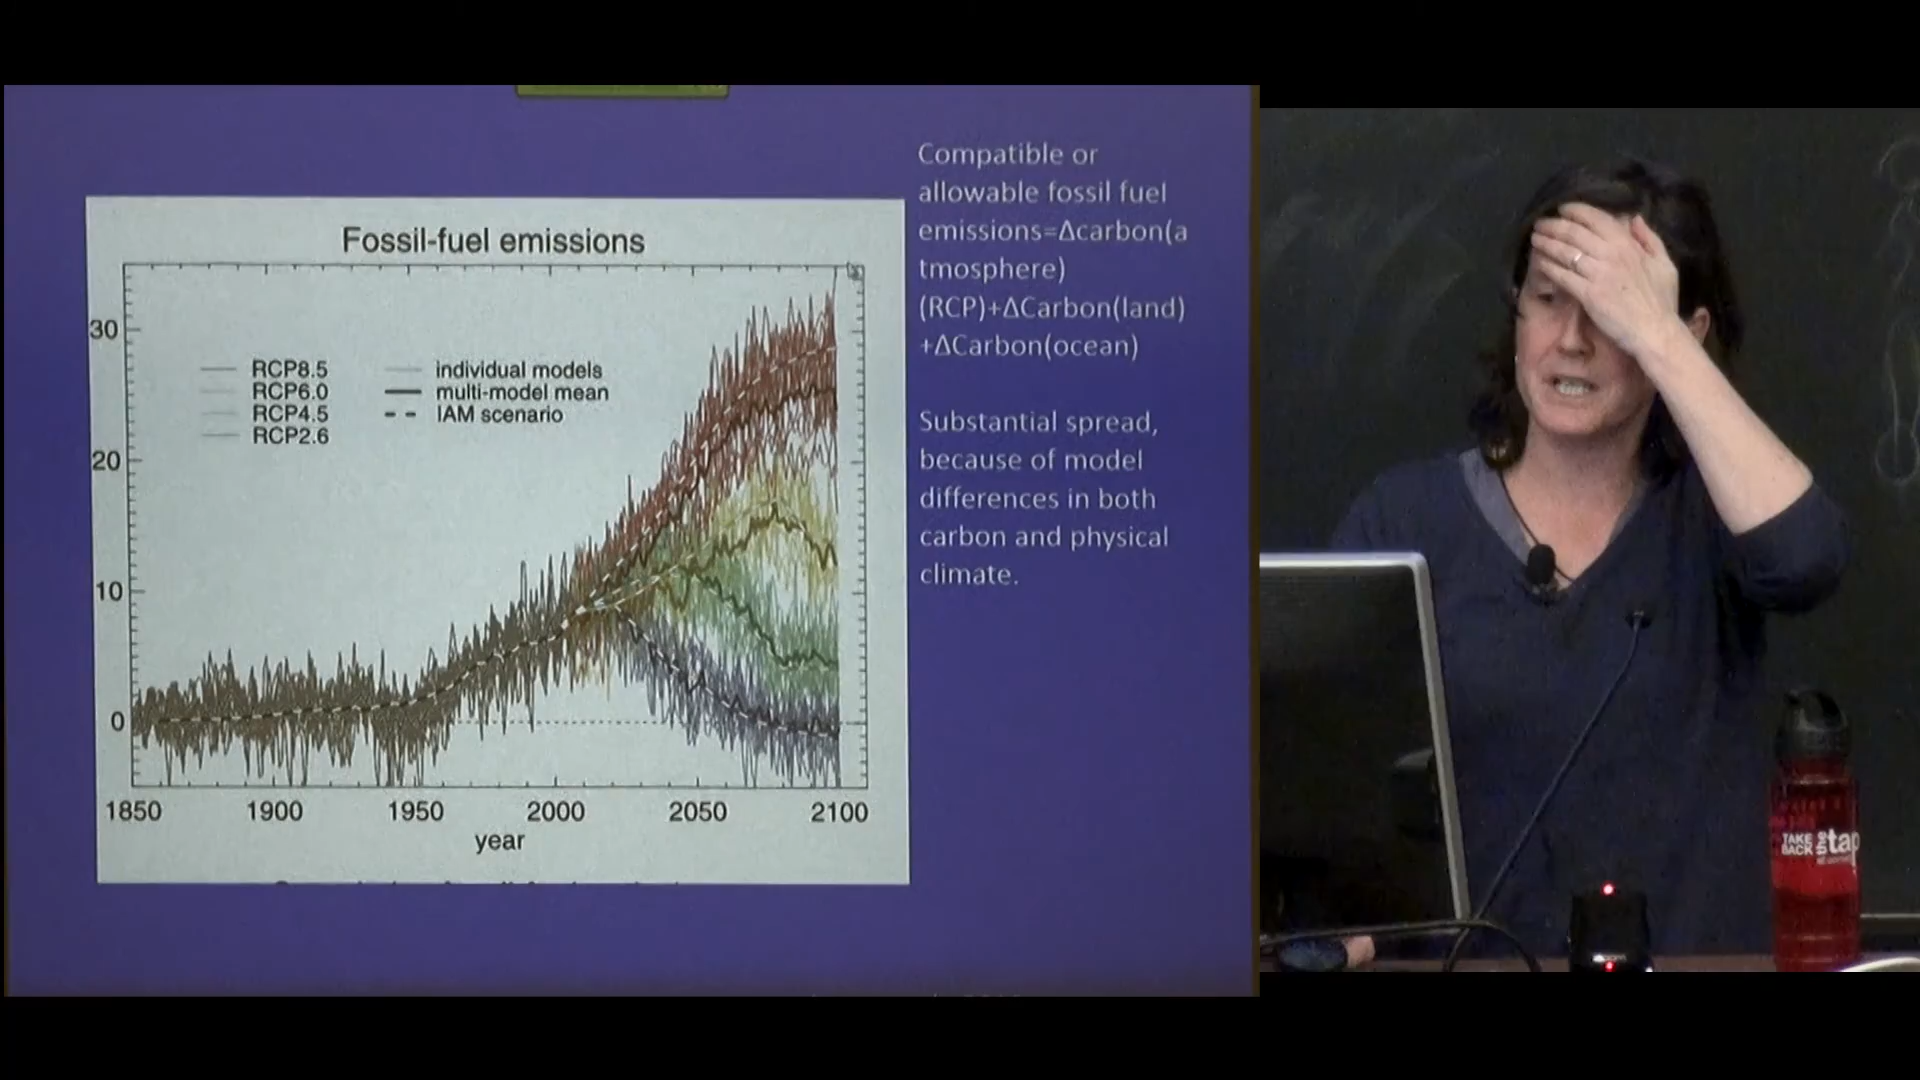 Compatible or
allowable fossil fuel
emissions=Δcarbon(a
tmosphere)
(RCP)+ΔCarbon(land)
+ΔCarbon(ocean)
Substantial spread,
because of model
differences in both
carbon and physical
climate.
Fossil-fuel emissions
30
20
10
0
RCP8.5
RCP6.0
RCP4.5
RCP2.6
individual models
multi-model mean
IAM scenario
1850 1900 1950 2000 2050 2100
year
TAKE
BACK
the
tap